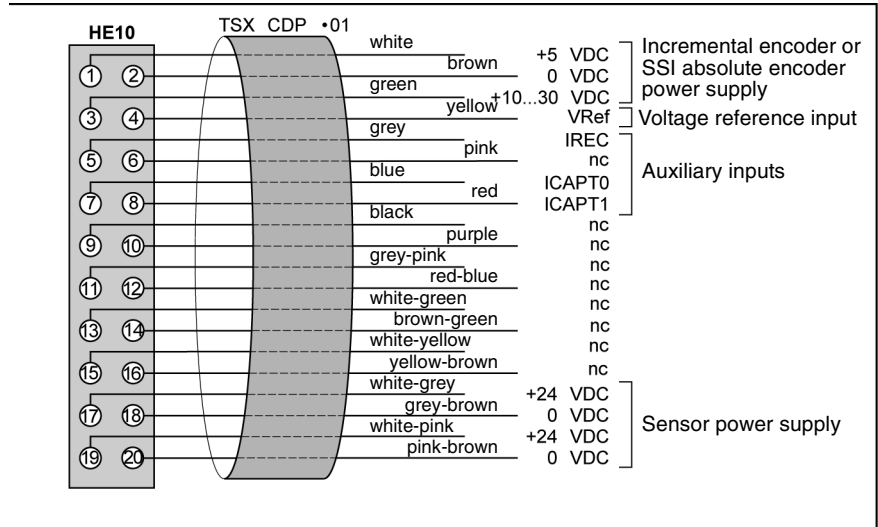 HE10
TSX CDP •01
white
brown
green
yellow
grey
pink
blue
red
black
purple
grey-pink
red-blue
white-green
brown-green
white-yellow
yellow-brown
white-grey
grey-brown
white-pink
pink-brown
1 2
3 4
5 6
7 8
9 10
11 12
13 14
15 16
17 18
19 20
+5 VDC
0 VDC
+10...30 VDC
VRef
IREC
nc
ICAPT0
ICAPT1
nc
nc
nc
nc
nc
nc
nc
nc
+24 VDC
0 VDC
+24 VDC
0 VDC
Incremental encoder or
SSI absolute encoder
power supply
Voltage reference input
Auxiliary inputs
Sensor power supply